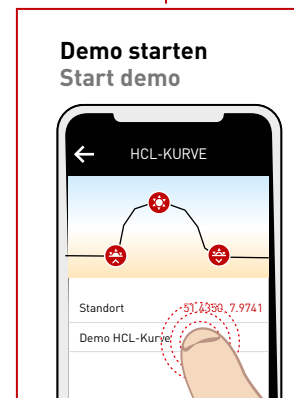 Demo starten
Start demo
HCL-KURVE
Standort 51.4350, 7.9741
Demo HCL-Kurve